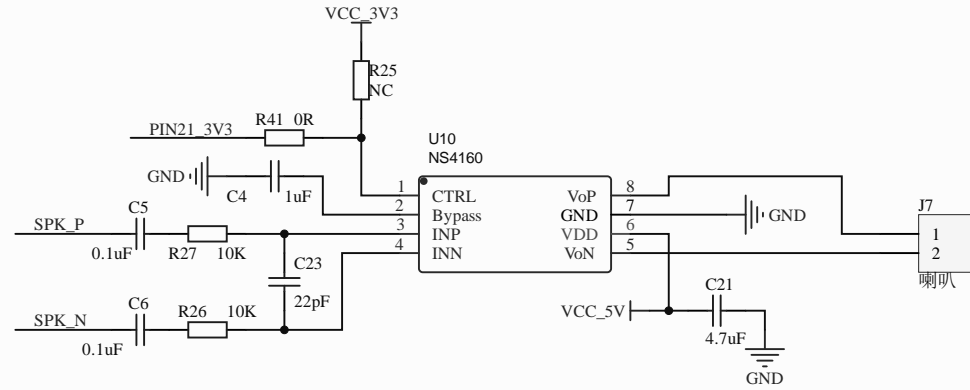 VCC_3V3
R25
NC
R41 0R
PIN21_3V3
U10
NS4160
GND
C4
1uF
1 CTRL VoP 8
2 Bypass GND 7
3 INP VDD 6
4 INN VoN 5
GND
J7
1
2
喇叭
SPK_P
C5
0.1uF
R27 10K
C23
22pF
SPK_N
C6
0.1uF
R26 10K
VCC_5V
C21
4.7uF
GND